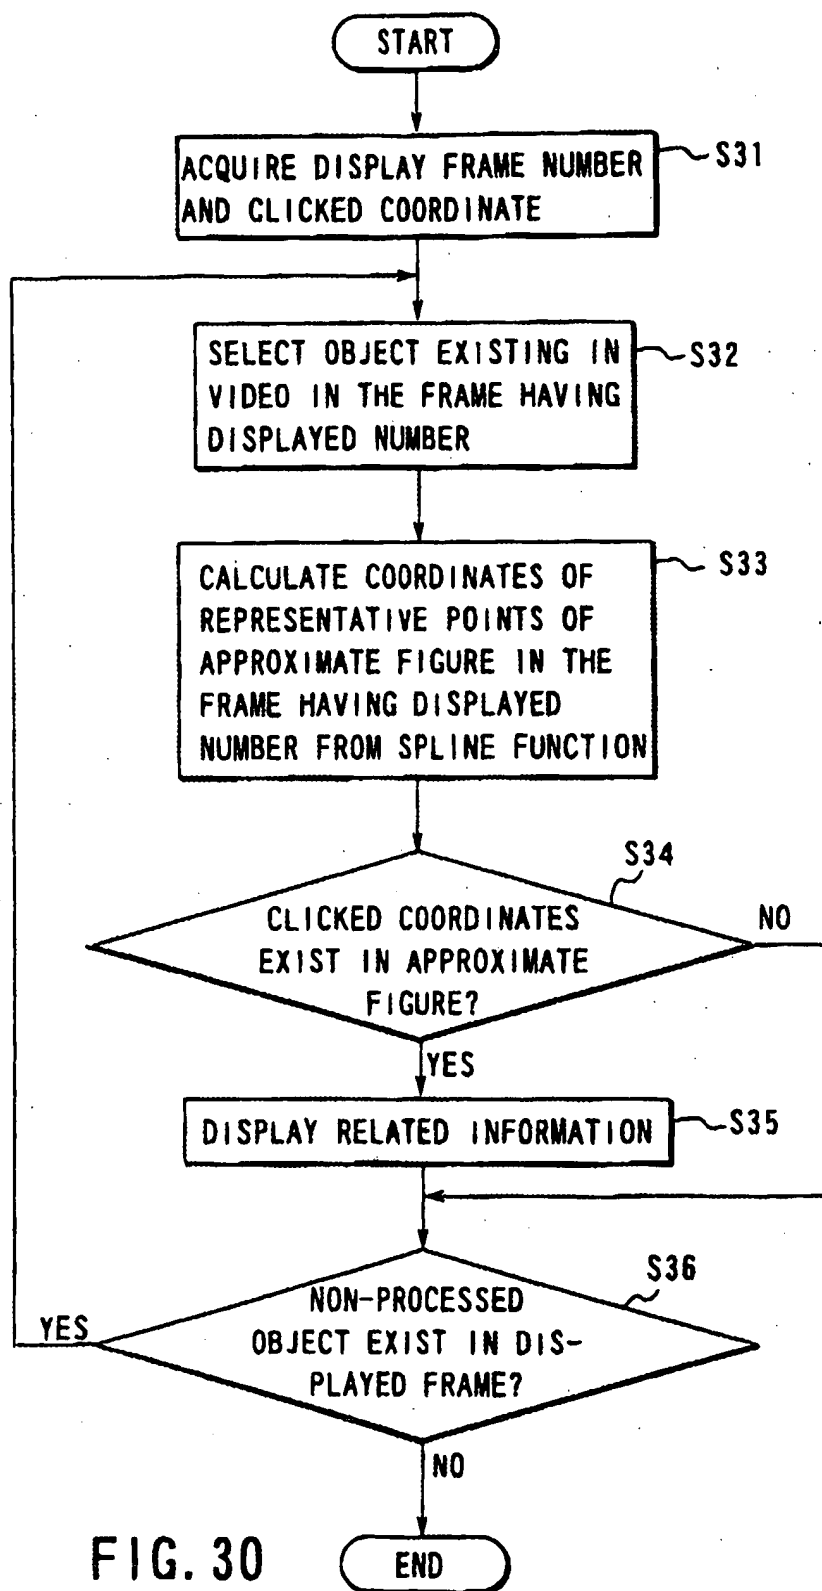 START
ACQUIRE DISPLAY FRAME NUMBER
AND CLICKED COORDINATE
S31
SELECT OBJECT EXISTING IN
VIDEO IN THE FRAME HAVING
DISPLAYED NUMBER
S32
CALCULATE COORDINATES OF
REPRESENTATIVE POINTS OF
APPROXIMATE FIGURE IN THE
FRAME HAVING DISPLAYED
NUMBER FROM SPLINE FUNCTION
S33
S34
CLICKED COORDINATES
EXIST IN APPROXIMATE
FIGURE?
NO
YES
DISPLAY RELATED INFORMATION
S35
S36
NON-PROCESSED
OBJECT EXIST IN DIS-
PLAYED FRAME?
YES
NO
END
FIG. 30